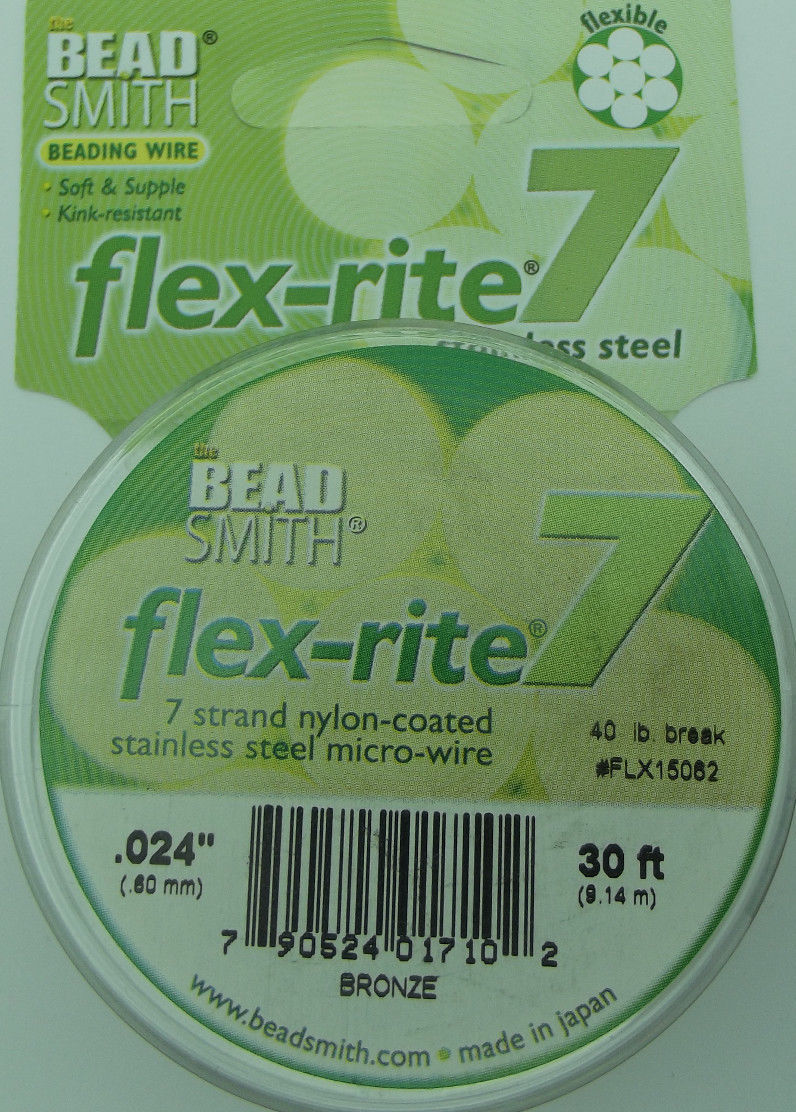 the
BEAD®
SMITH
BEADING WIRE
• Soft & Supple
• Kink-resistant
flexible
flex-rite® 7
steel
the
BEAD
SMITH®
flex-rite® 7
7 strand nylon-coated
stainless steel micro-wire
40 lb. break
#FLX15062
.024"
(.60 mm)
30 ft
(9.14 m)
7 90524 01710 2
BRONZE
www.beadsmith.com • made in japan